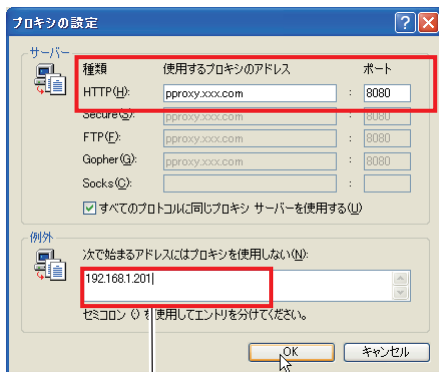 プロキシの設定
サーバー
種類 使用するプロキシのアドレス ポート
HTTP(H): pproxy.xxx.com : 8080
Secure(S): pproxy.xxx.com : 8080
FTP(F): pproxy.xxx.com : 8080
Gopher(G): pproxy.xxx.com : 8080
Socks(C): :
すべてのプロトコルに同じプロキシ サーバーを使用する(U)
例外
次で始まるアドレスにはプロキシを使用しない(N):
192.168.1.201
セミコロン (;) を使用してエントリを分けてください。
OK キャンセル